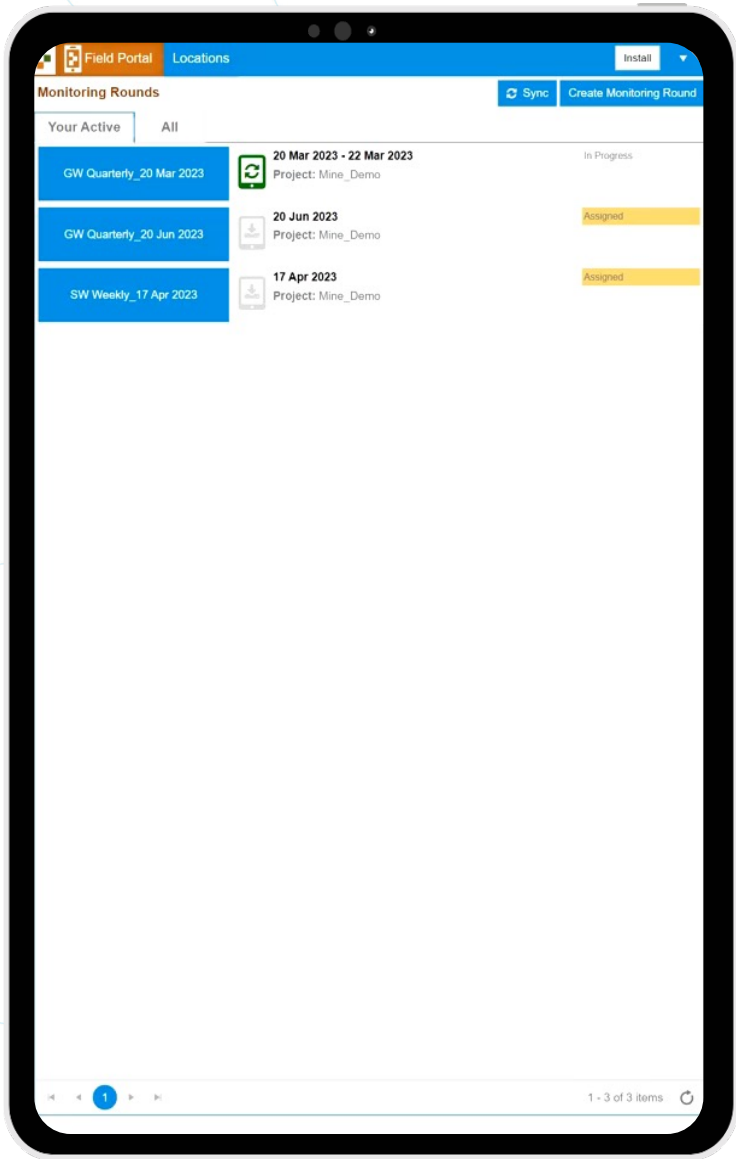 Field Portal Locations Install
Monitoring Rounds Sync Create Monitoring Round
Your Active All
GW Quarterly_20 Mar 2023
20 Mar 2023 - 22 Mar 2023
Project: Mine_Demo
In Progress
GW Quarterly_20 Jun 2023
20 Jun 2023
Project: Mine_Demo
Assigned
SW Weekly_17 Apr 2023
17 Apr 2023
Project: Mine_Demo
Assigned
1 1 - 3 of 3 items